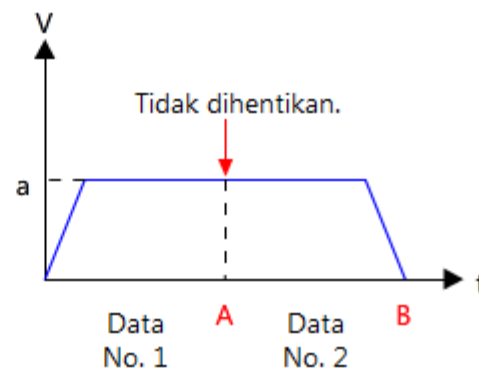 V
Tidak dihentikan.
a
t
Data
No. 1
A
Data
No. 2
B